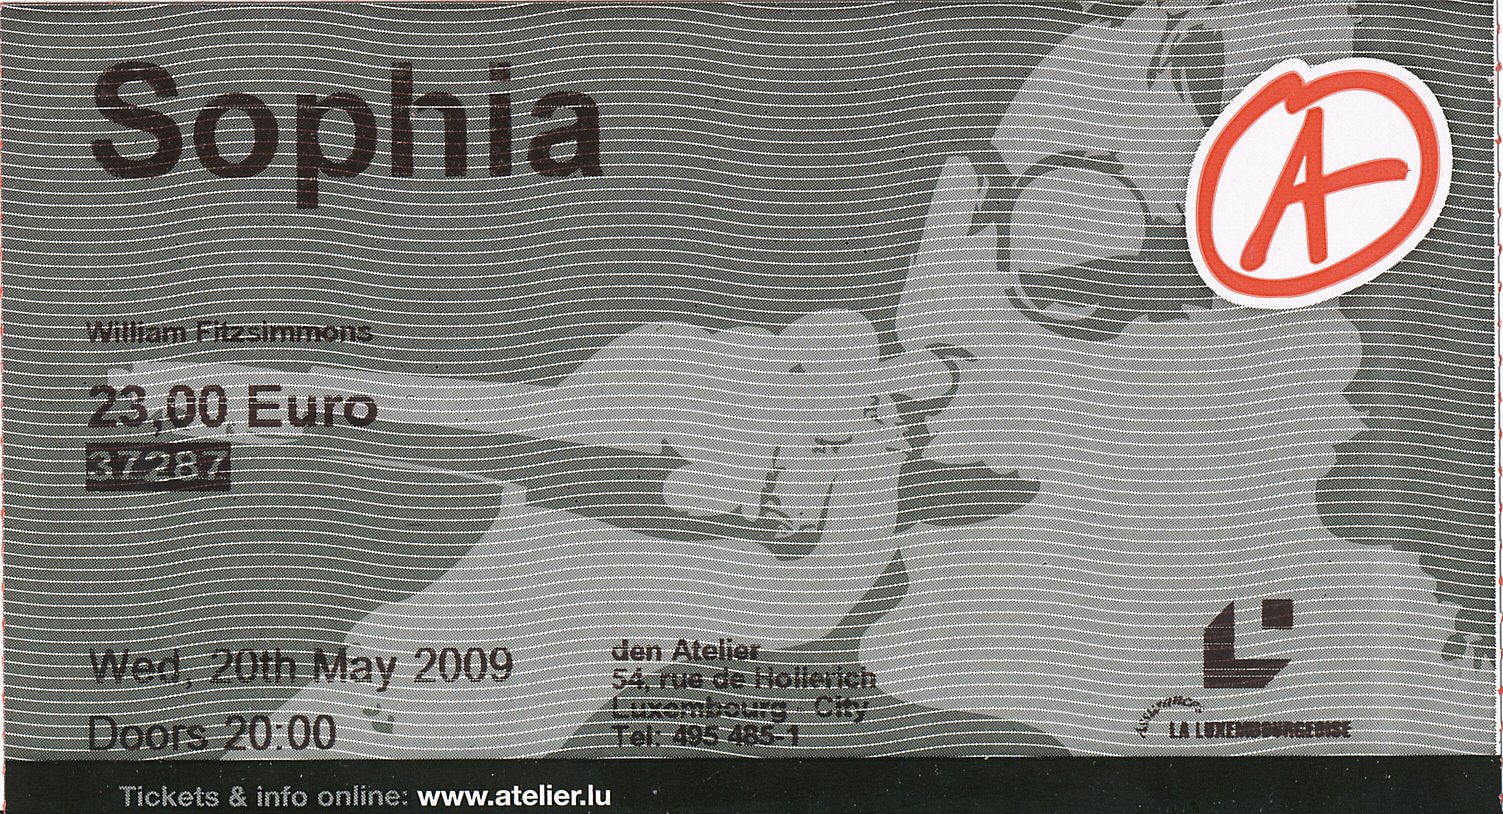 Sophia
A
William Fitzsimmons
23,00 Euro
37287
Wed, 20th May 2009
Doors 20:00
den Atelier
54, rue de Hollerich
Luxembourg - City
Tel: 495 485-1
Assurances
LA LUXEMBOURGEOISE
Tickets & info online: www.atelier.lu